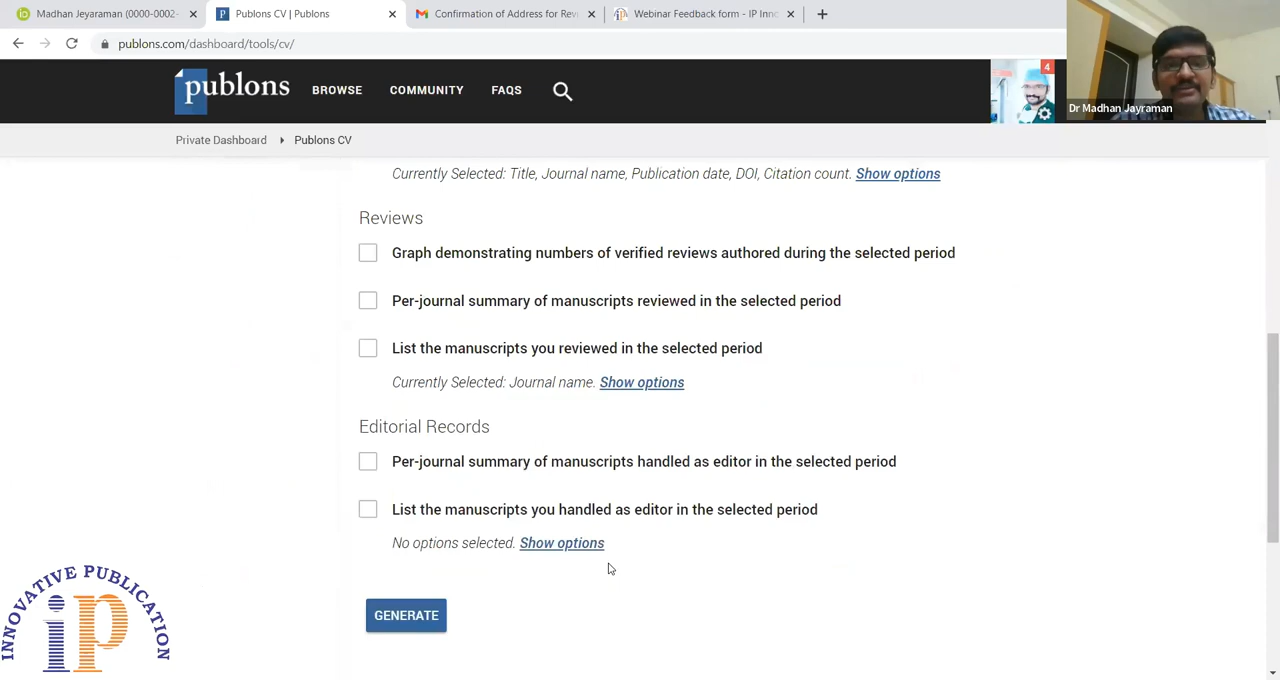 Madhan Jeyaraman (0000-0002-
Publons CV | Publons
Confirmation of Address for Revi
Webinar Feedback form - IP Inno
publons.com/dashboard/tools/cv/
publons
BROWSE
COMMUNITY
FAQS
4
Dr Madhan Jayraman
Private Dashboard
Publons CV
Currently Selected: Title, Journal name, Publication date, DOI, Citation count. Show options
Reviews
Graph demonstrating numbers of verified reviews authored during the selected period
Per-journal summary of manuscripts reviewed in the selected period
List the manuscripts you reviewed in the selected period
Currently Selected: Journal name. Show options
Editorial Records
Per-journal summary of manuscripts handled as editor in the selected period
List the manuscripts you handled as editor in the selected period
No options selected. Show options
GENERATE
INNOVATIVE PUBLICATION
iP